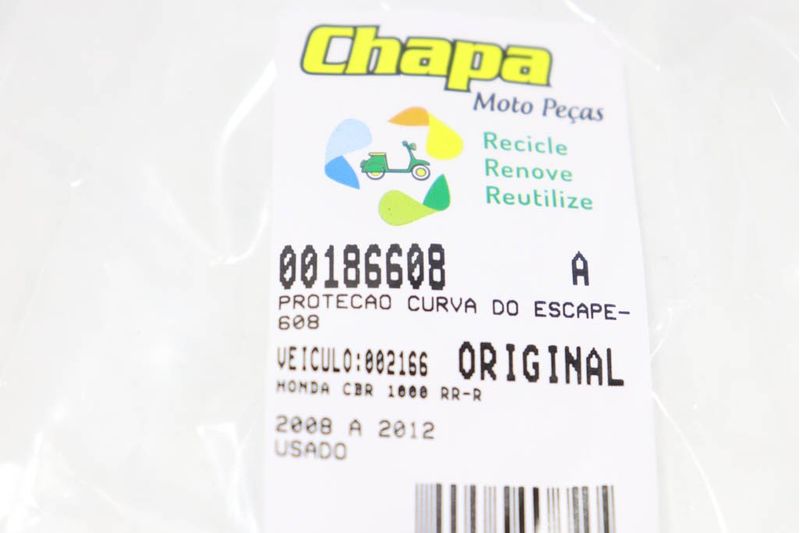 Chapa
Moto Peças
Recicle
Renove
Reutilize
00186608 A
PROTECAO CURVA DO ESCAPE-
608
VEICULO:002166 ORIGINAL
HONDA CBR 1000 RR-R
2008 A 2012
USADO